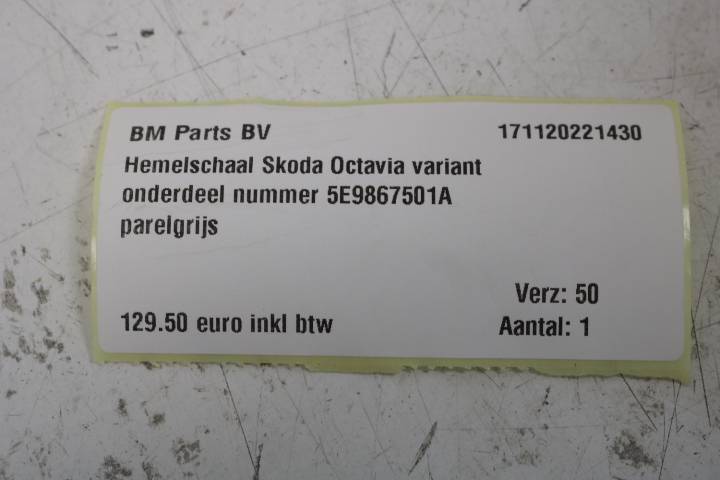 BM Parts BV 171120221430
Hemelschaal Skoda Octavia variant
onderdeel nummer 5E9867501A
parelgrijs
Verz: 50
129.50 euro inkl btw Aantal: 1